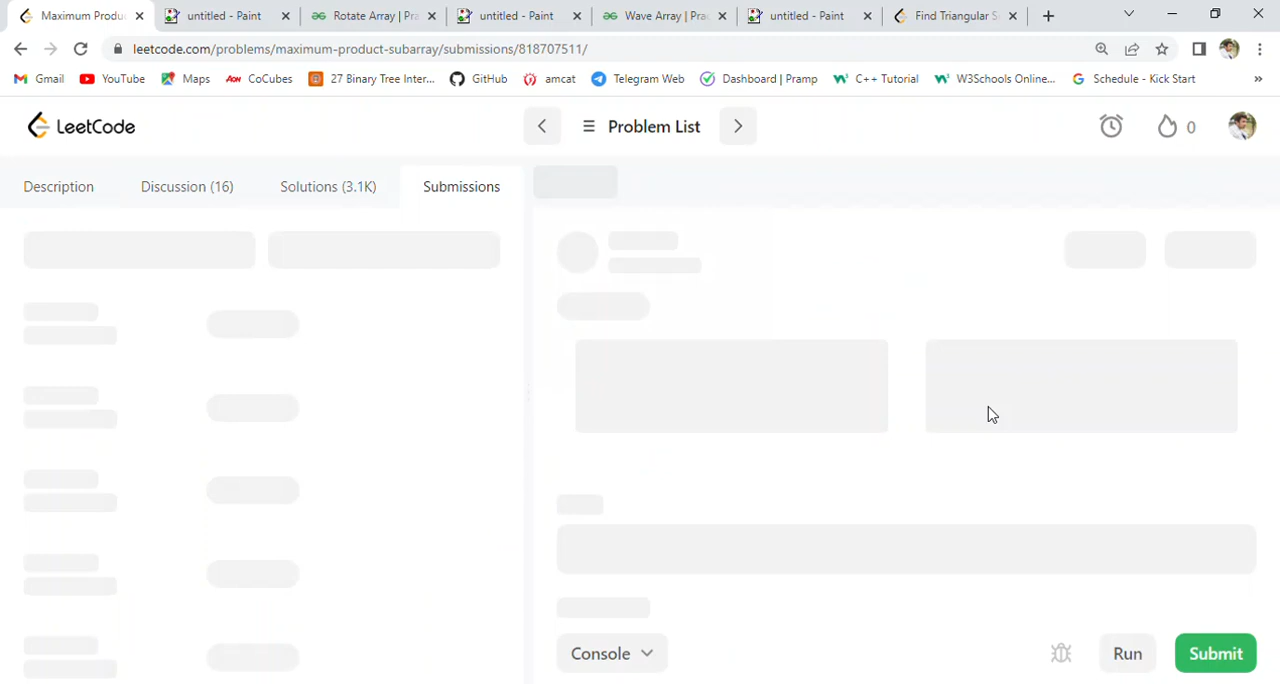 Maximum Produ
untitled - Paint
Rotate Array | Pra
untitled - Paint
Wave Array | Prac
untitled - Paint
Find Triangular S
leetcode.com/problems/maximum-product-subarray/submissions/818707511/
Gmail
YouTube
Maps
AON CoCubes
27 Binary Tree Inter...
GitHub
amcat
Telegram Web
Dashboard | Pramp
C++ Tutorial
W3Schools Online...
Schedule - Kick Start
»
LeetCode
Problem List
0
Description
Discussion (16)
Solutions (3.1K)
Submissions
Console
Run
Submit